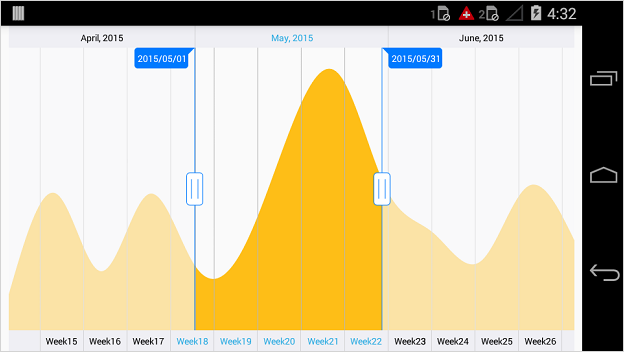 1 2 4:32
April, 2015 May, 2015 June, 2015
2015/05/01 2015/05/31
Week15 Week16 Week17 Week18 Week19 Week20 Week21 Week22 Week23 Week24 Week25 Week26